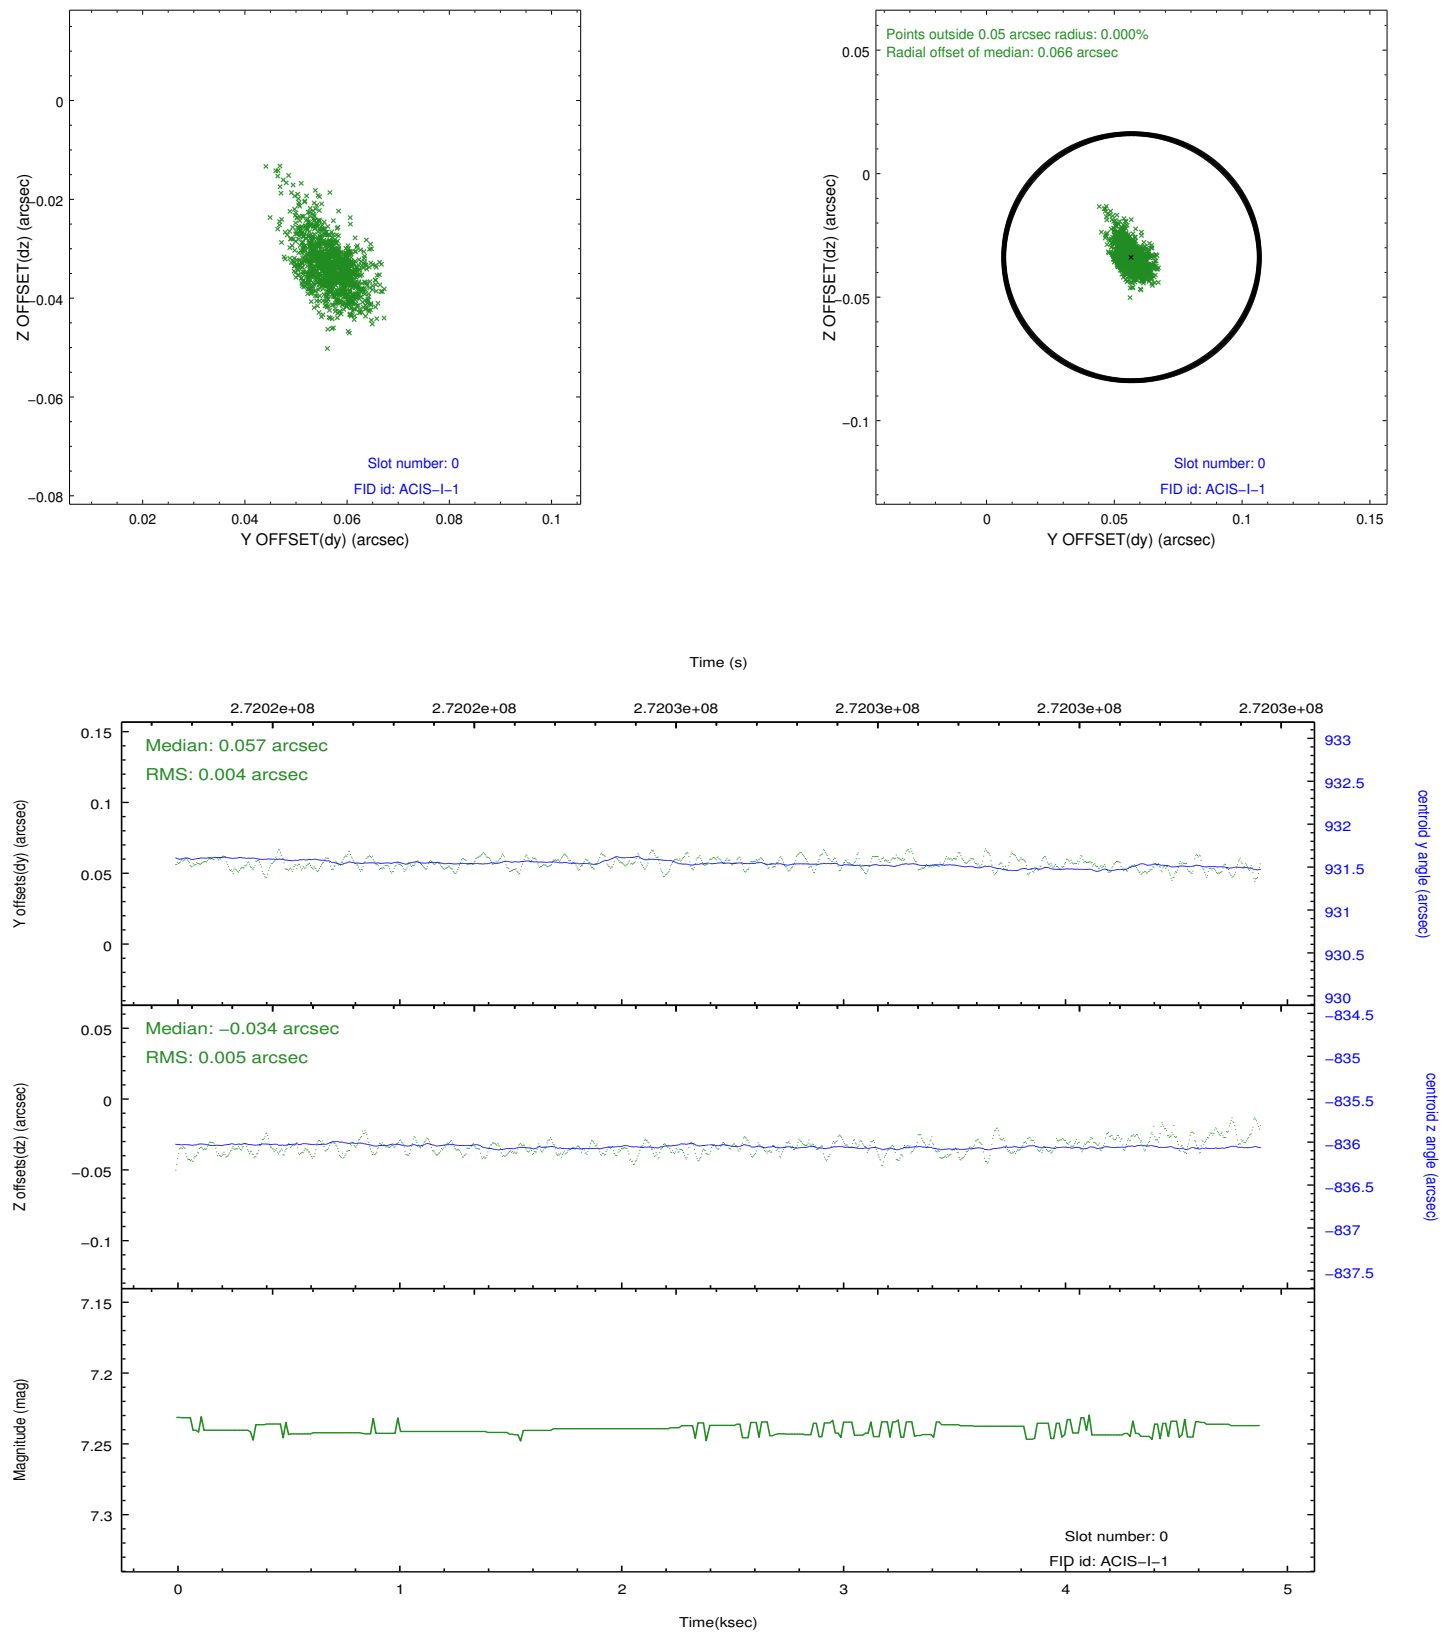 0
−0.02
−0.04
−0.06
−0.08
Z OFFSET(dz) (arcsec)
Slot number: 0
FID id: ACIS−I−1
0.02
0.04
0.06
0.08
0.1
Y OFFSET(dy) (arcsec)
Points outside 0.05 arcsec radius: 0.000%
Radial offset of median: 0.066 arcsec
0.05
0
−0.05
−0.1
Z OFFSET(dz) (arcsec)
Slot number: 0
FID id: ACIS−I−1
0
0.05
0.1
0.15
Y OFFSET(dy) (arcsec)
Time (s)
2.7202e+08
2.7202e+08
2.7203e+08
2.7203e+08
2.7203e+08
2.7203e+08
Median: 0.057 arcsec
RMS: 0.004 arcsec
0.15
0.1
0.05
0
Y offsets(dy) (arcsec)
933
932.5
932
931.5
931
930.5
930
centroid y angle (arcsec)
Median: −0.034 arcsec
RMS: 0.005 arcsec
0.05
0
−0.05
−0.1
Z offsets(dz) (arcsec)
−834.5
−835
−835.5
−836
−836.5
−837
−837.5
centroid z angle (arcsec)
7.15
7.2
7.25
7.3
Magnitude (mag)
Slot number: 0
FID id: ACIS−I−1
0
1
2
3
4
5
Time(ksec)